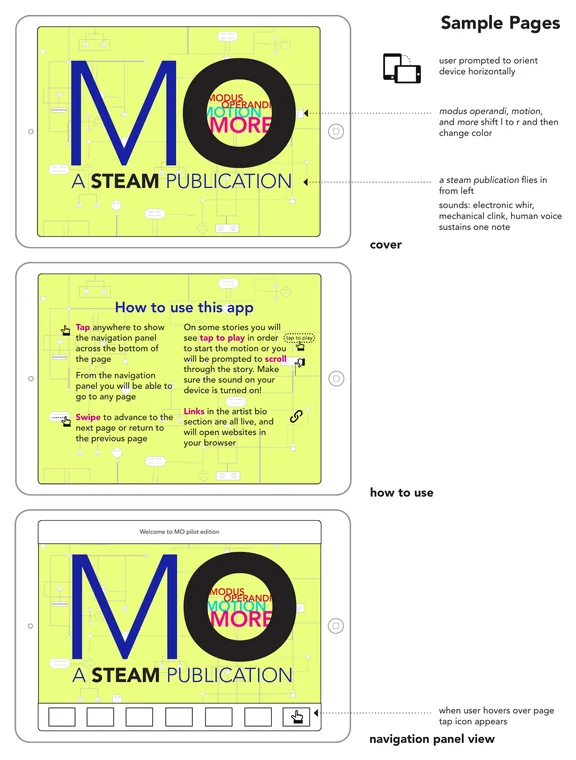 Sample Pages
user prompted to orient
device horizontally
MO
MODUS
OPERANDI
MOTION
MORE
modus operandi, motion,
and more shift l to r and then
change color
A STEAM PUBLICATION
a steam publication flies in
from left
sounds: electronic whir,
mechanical clink, human voice
sustains one note
cover
How to use this app
Tap anywhere to show
the navigation panel
across the bottom of
the page
From the navigation
panel you will be able to
go to any page
Swipe to advance to the
next page or return to
the previous page
On some stories you will
see tap to play in order
to start the motion or you
will be prompted to scroll
through the story. Make
sure the sound on your
device is turned on!
tap to play
Links in the artist bio
section are all live, and
will open websites in
your browser
how to use
Welcome to MO pilot edition
MO
MODUS
OPERANDI
MOTION
MORE
A STEAM PUBLICATION
when user hovers over page
tap icon appears
navigation panel view